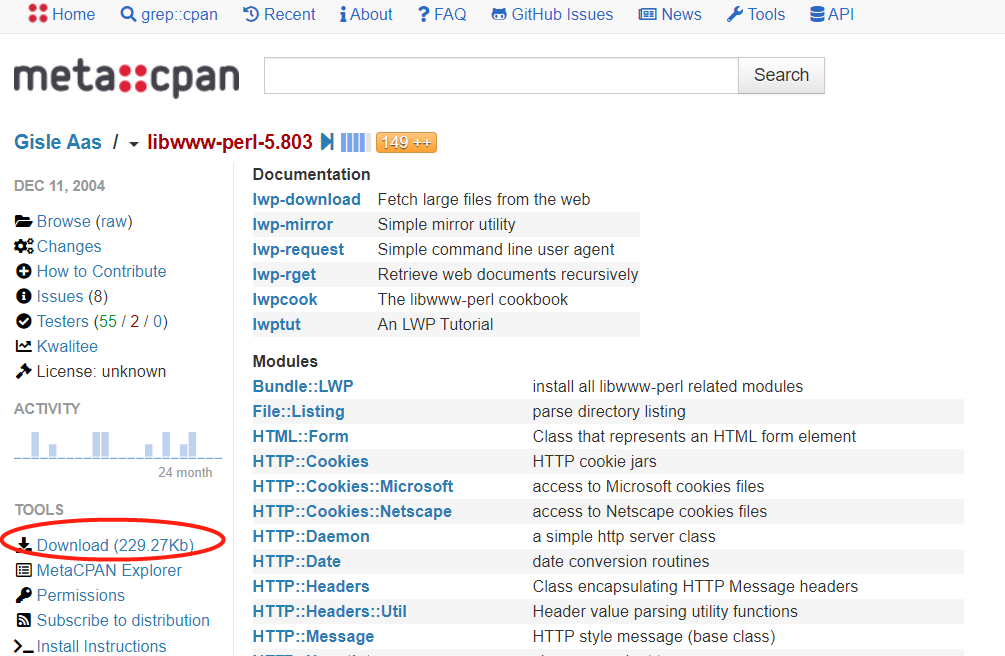 Home grep::cpan Recent About FAQ GitHub Issues News Tools API
meta::cpan Search
Gisle Aas / libwww-perl-5.803 149 ++
DEC 11, 2004
Browse (raw)
Changes
How to Contribute
Issues (8)
Testers (55 / 2 / 0)
Kwalitee
License: unknown
ACTIVITY
24 month
TOOLS
Download (229.27Kb)
MetaCPAN Explorer
Permissions
Subscribe to distribution
Install Instructions
Documentation
lwp-download Fetch large files from the web
lwp-mirror Simple mirror utility
lwp-request Simple command line user agent
lwp-rget Retrieve web documents recursively
lwpcook The libwww-perl cookbook
lwptut An LWP Tutorial
Modules
Bundle::LWP install all libwww-perl related modules
File::Listing parse directory listing
HTML::Form Class that represents an HTML form element
HTTP::Cookies HTTP cookie jars
HTTP::Cookies::Microsoft access to Microsoft cookies files
HTTP::Cookies::Netscape access to Netscape cookies files
HTTP::Daemon a simple http server class
HTTP::Date date conversion routines
HTTP::Headers Class encapsulating HTTP Message headers
HTTP::Headers::Util Header value parsing utility functions
HTTP::Message HTTP style message (base class)